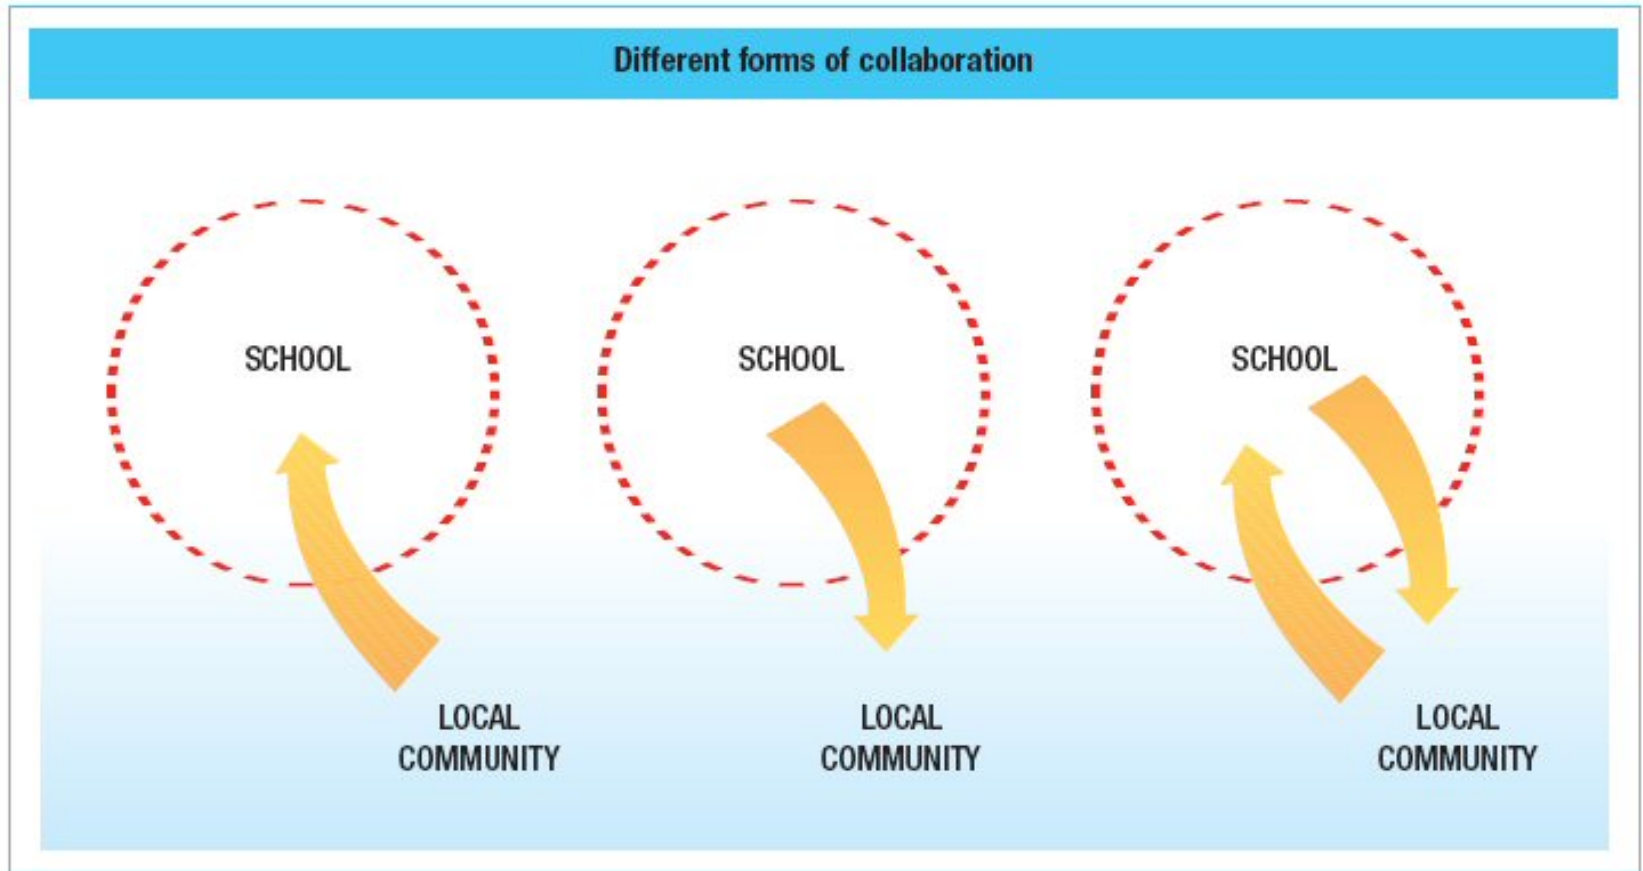 Different forms of collaboration
SCHOOL
SCHOOL
SCHOOL
LOCAL
COMMUNITY
LOCAL
COMMUNITY
LOCAL
COMMUNITY